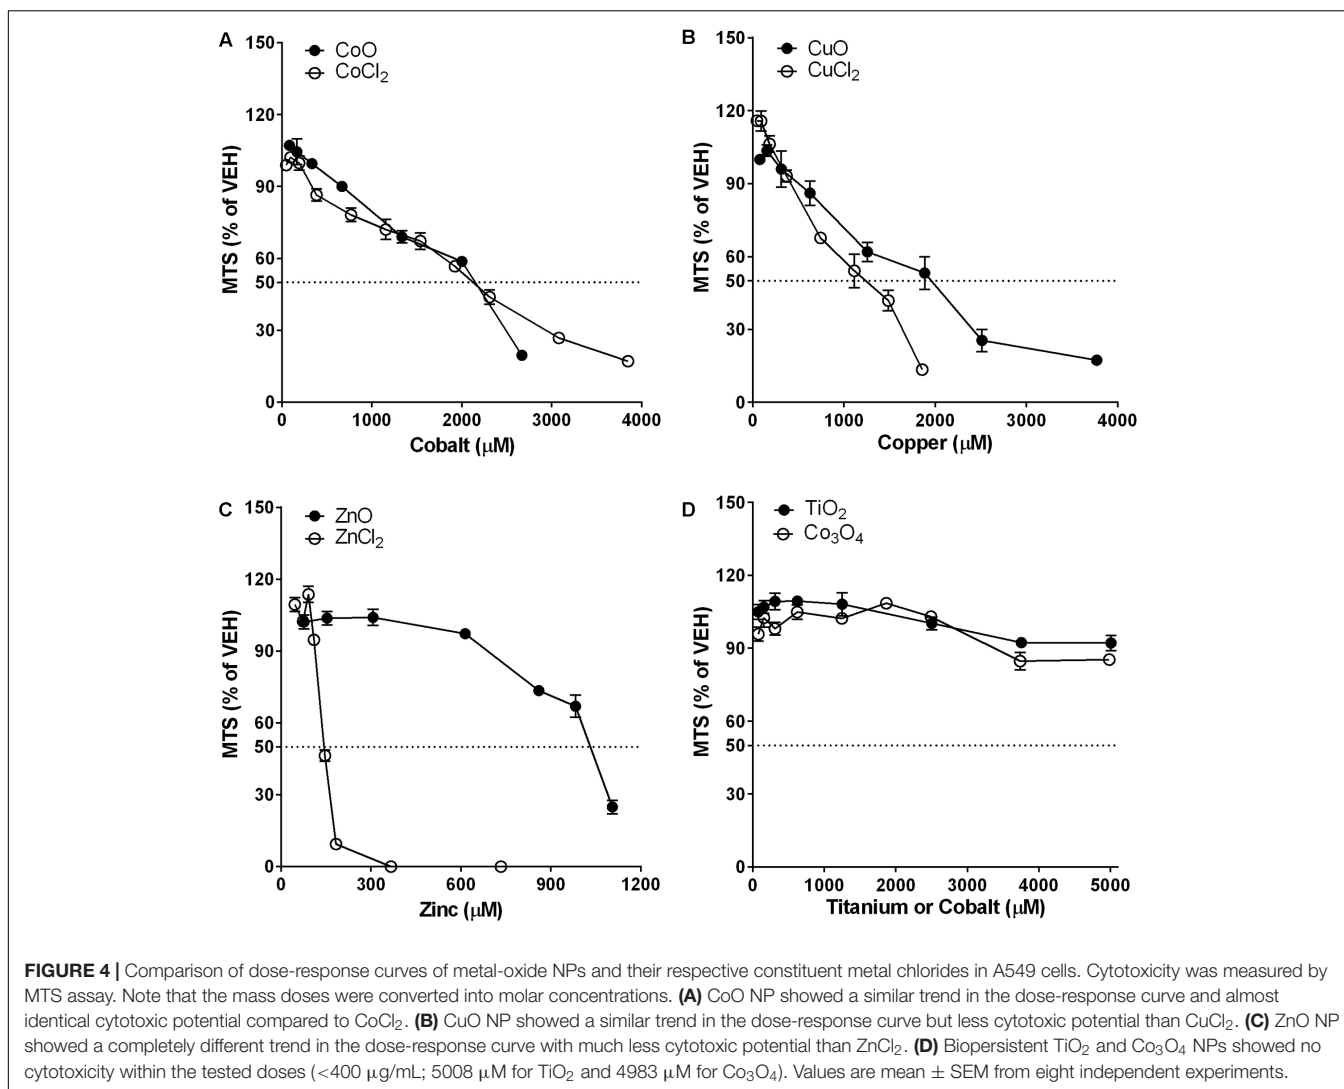 A
CoO
CoCl2
MTS (% of VEH)
150
120
90
60
50
30
0
0 1000 2000 3000 4000
Cobalt (μM)
B
CuO
CuCl2
MTS (% of VEH)
150
120
90
60
50
30
0
0 1000 2000 3000 4000
Copper (μM)
C
ZnO
ZnCl2
MTS (% of VEH)
150
120
90
60
50
30
0
0 300 600 900 1200
Zinc (μM)
D
TiO2
Co3O4
MTS (% of VEH)
150
120
90
60
50
30
0
0 1000 2000 3000 4000 5000
Titanium or Cobalt (μM)
FIGURE 4 | Comparison of dose-response curves of metal-oxide NPs and their respective constituent metal chlorides in A549 cells. Cytotoxicity was measured by
MTS assay. Note that the mass doses were converted into molar concentrations. (A) CoO NP showed a similar trend in the dose-response curve and almost
identical cytotoxic potential compared to CoCl2. (B) CuO NP showed a similar trend in the dose-response curve but less cytotoxic potential than CuCl2. (C) ZnO NP
showed a completely different trend in the dose-response curve with much less cytotoxic potential than ZnCl2. (D) Biopersistent TiO2 and Co3O4 NPs showed no
cytotoxicity within the tested doses (<400 μg/mL; 5008 μM for TiO2 and 4983 μM for Co3O4). Values are mean ± SEM from eight independent experiments.